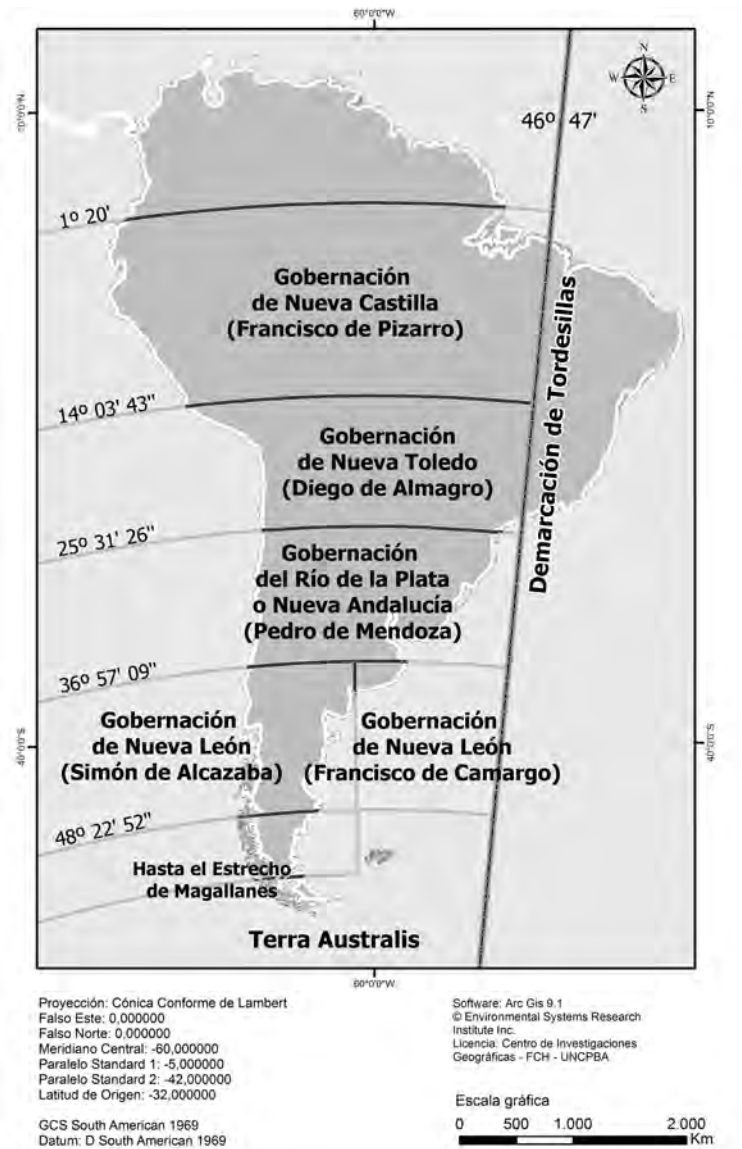 60°0'0"W
N
W
E
S
10°0'0"N
46º 47'
1º 20'
Gobernación
de Nueva Castilla
(Francisco de Pizarro)
14º 03' 43"
Gobernación
de Nueva Toledo
(Diego de Almagro)
Demarcación de Tordesillas
25º 31' 26"
Gobernación
del Río de la Plata
o Nueva Andalucía
(Pedro de Mendoza)
36º 57' 09"
Gobernación
de Nueva León
(Simón de Alcazaba)
Gobernación
de Nueva León
(Francisco de Camargo)
40°0'0"S
40°0'0"S
48º 22' 52"
Hasta el Estrecho
de Magallanes
Terra Australis
60°0'0"W
Proyección: Cónica Conforme de Lambert
Falso Este: 0,000000
Falso Norte: 0,000000
Meridiano Central: -60,000000
Paralelo Standard 1: -5,000000
Paralelo Standard 2: -42,000000
Latitud de Origen: -32,000000
GCS South American 1969
Datum: D South American 1969
Software: Arc Gis 9.1
© Environmental Systems Research
Institute Inc.
Licencia: Centro de Investigaciones
Geográficas - FCH - UNCPBA
Escala gráfica
0 500 1.000 2.000
Km